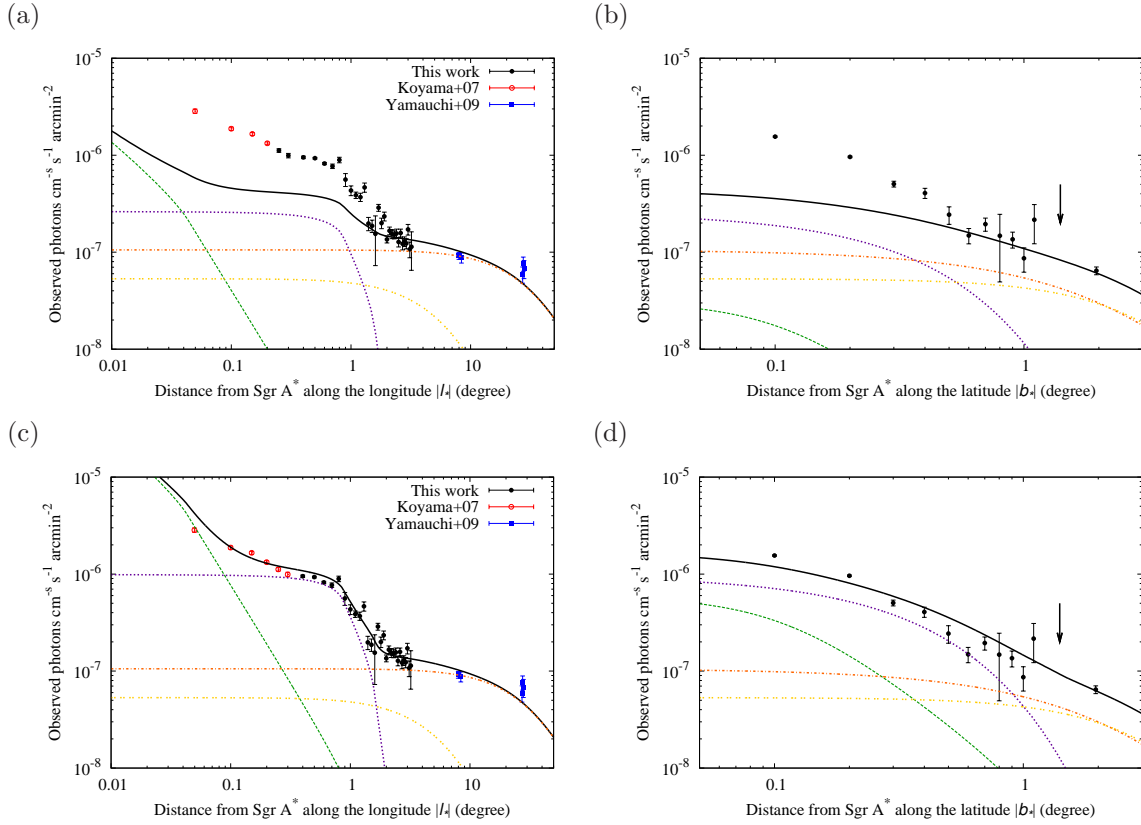 (a)
10^-5
10^-6
10^-7
10^-8
Observed photons cm^-s s^-1 arcmin^-2
This work
Koyama+07
Yamauchi+09
0.01
0.1
1
10
Distance from Sgr A^* along the longitude |l_*| (degree)
(b)
10^-5
10^-6
10^-7
10^-8
Observed photons cm^-s s^-1 arcmin^-2
0.1
1
Distance from Sgr A^* along the latitude |b_*| (degree)
(c)
10^-5
10^-6
10^-7
10^-8
Observed photons cm^-s s^-1 arcmin^-2
This work
Koyama+07
Yamauchi+09
0.01
0.1
1
10
Distance from Sgr A^* along the longitude |l_*| (degree)
(d)
10^-5
10^-6
10^-7
10^-8
Observed photons cm^-s s^-1 arcmin^-2
0.1
1
Distance from Sgr A^* along the latitude |b_*| (degree)